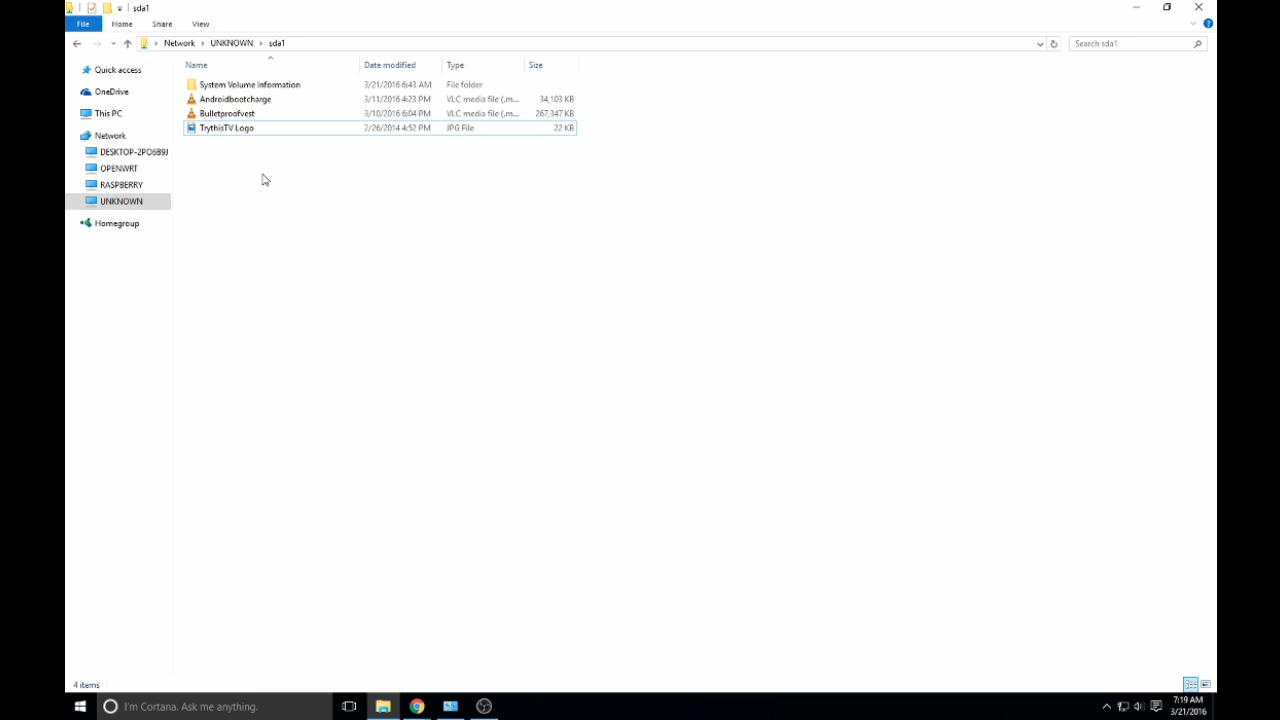 sda1
File Home Share View
Network UNKNOWN sda1 Search sda1
Quick access
OneDrive
This PC
Network
DESKTOP-2PO6B9J
OPENWRT
RASPBERRY
UNKNOWN
Homegroup
Name Date modified Type Size
System Volume Information 3/21/2016 6:43 AM File folder
Androidbootcharge 3/11/2016 4:23 PM VLC media file (.m... 34,103 KB
Bulletproofvest 3/10/2016 6:04 PM VLC media file (.m... 267,347 KB
TrythisTV Logo 2/26/2014 4:52 PM JPG File 22 KB
4 items
I'm Cortana. Ask me anything.
7:19 AM
3/21/2016